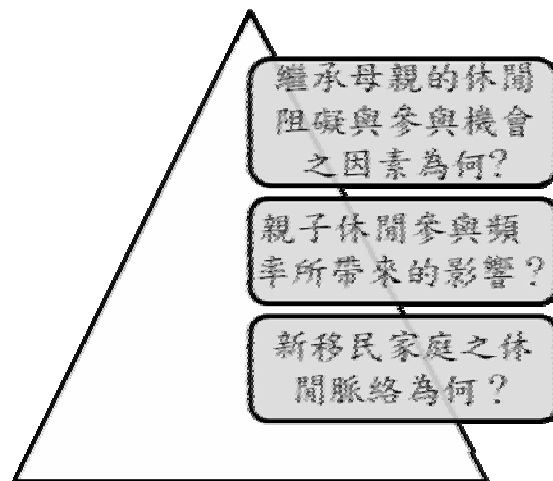 繼承母親的休閒
阻礙與參與機會
之因素為何?
親子休閒參與頻
率所帶來的影響?
新移民家庭之休
閒脈絡為何?